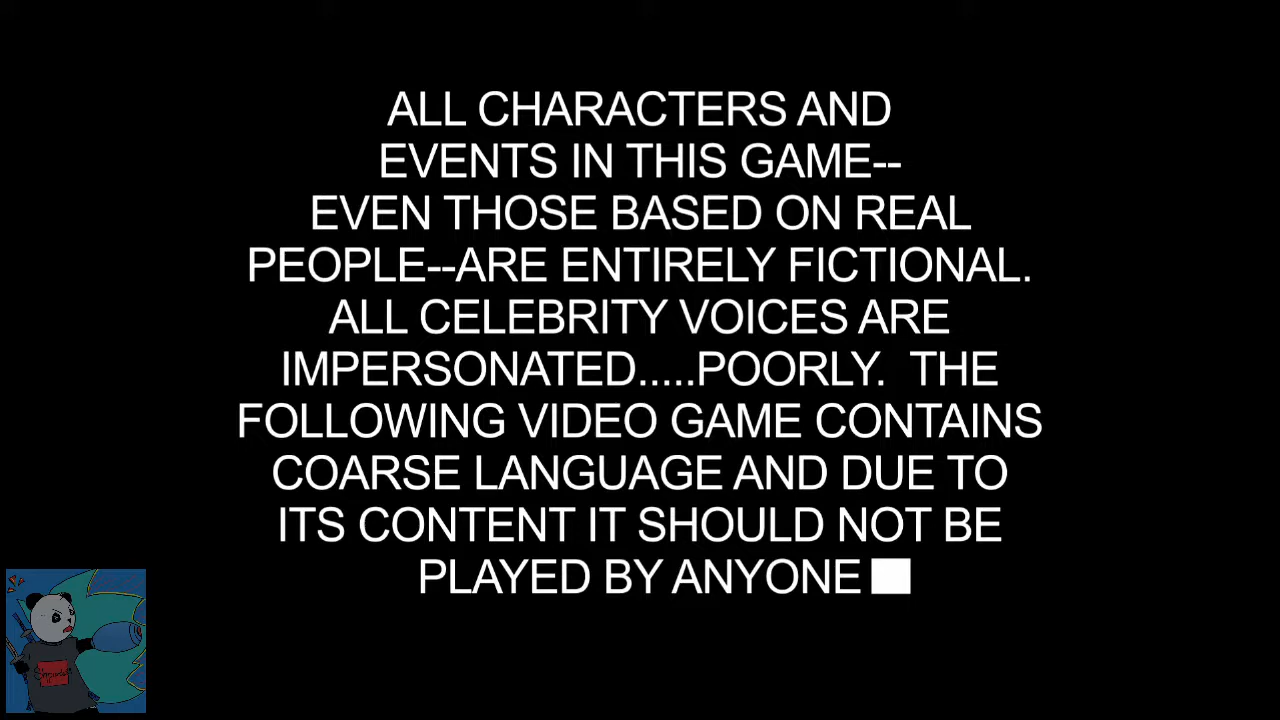 ALL CHARACTERS AND
EVENTS IN THIS GAME--
EVEN THOSE BASED ON REAL
PEOPLE--ARE ENTIRELY FICTIONAL.
ALL CELEBRITY VOICES ARE
IMPERSONATED.....POORLY.  THE
FOLLOWING VIDEO GAME CONTAINS
COARSE LANGUAGE AND DUE TO
ITS CONTENT IT SHOULD NOT BE
PLAYED BY ANYONE